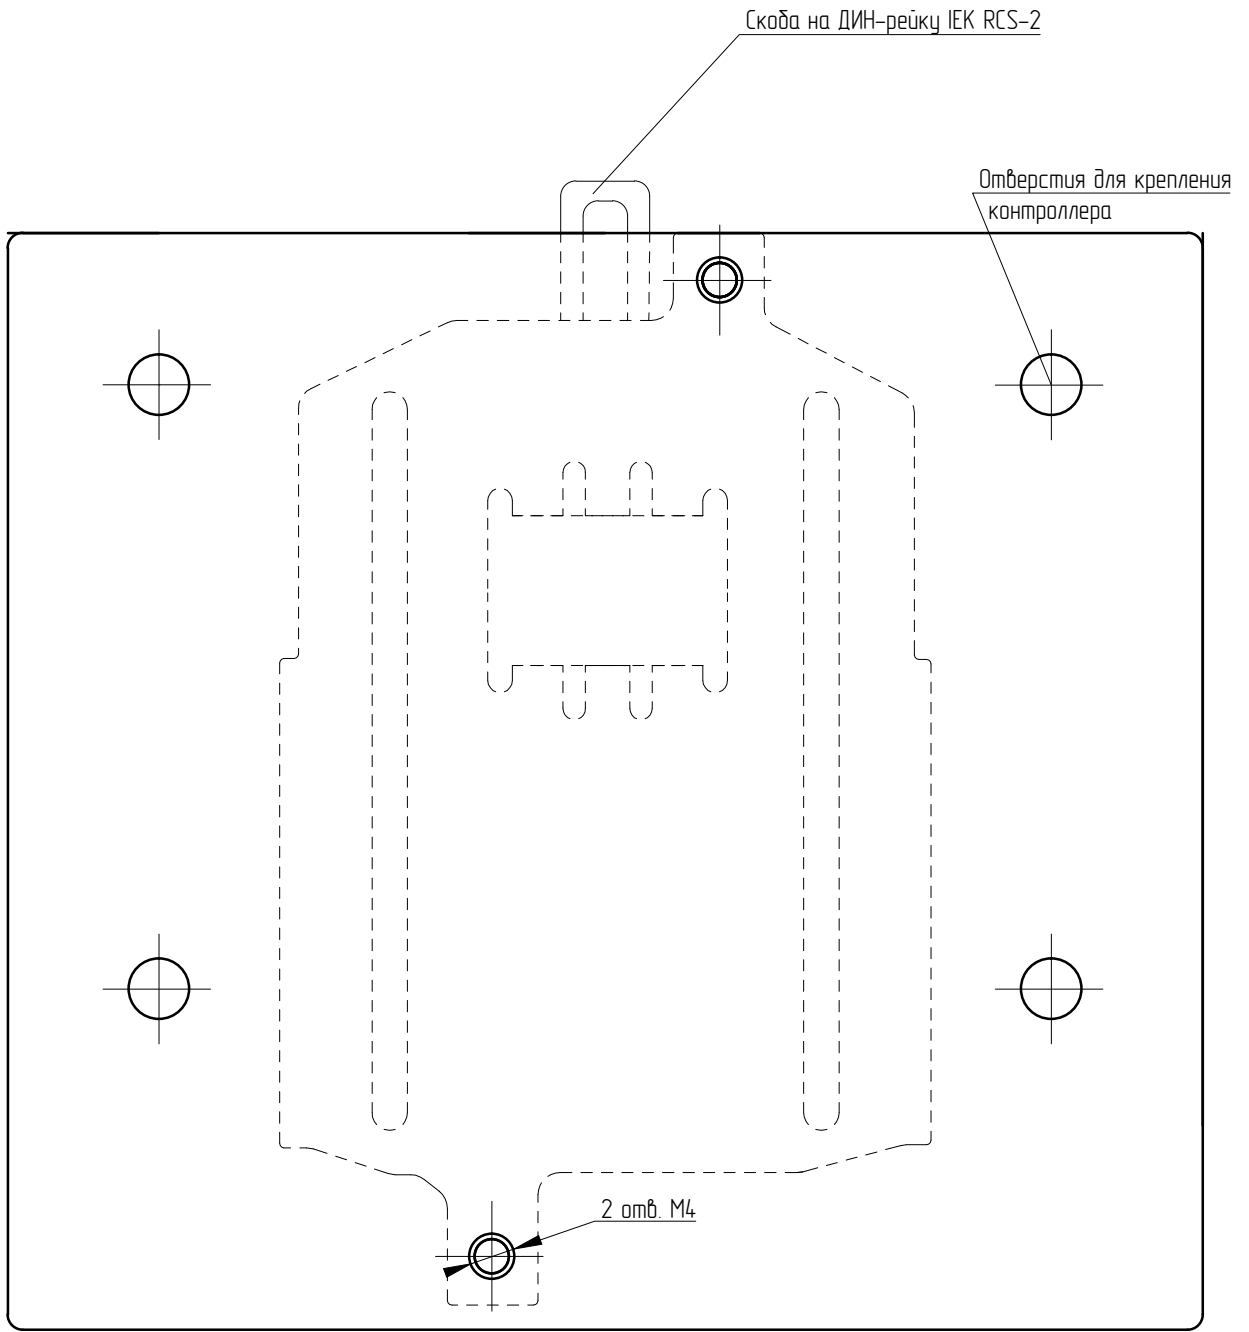 Скоба на ДИН-рейку IEK RCS-2
Отверстия для крепления
контроллера
2 отв. М4